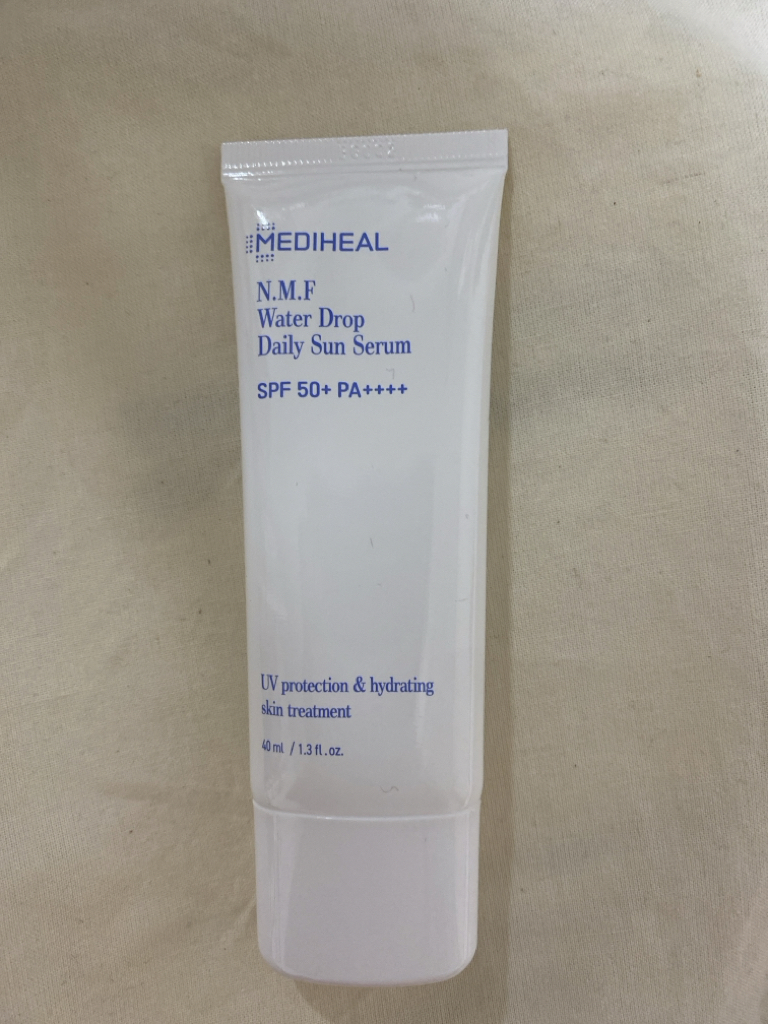 MEDIHEAL
N.M.F
Water Drop
Daily Sun Serum
SPF 50+ PA++++
UV protection & hydrating
skin treatment
40 ml / 1.3 fl.oz.